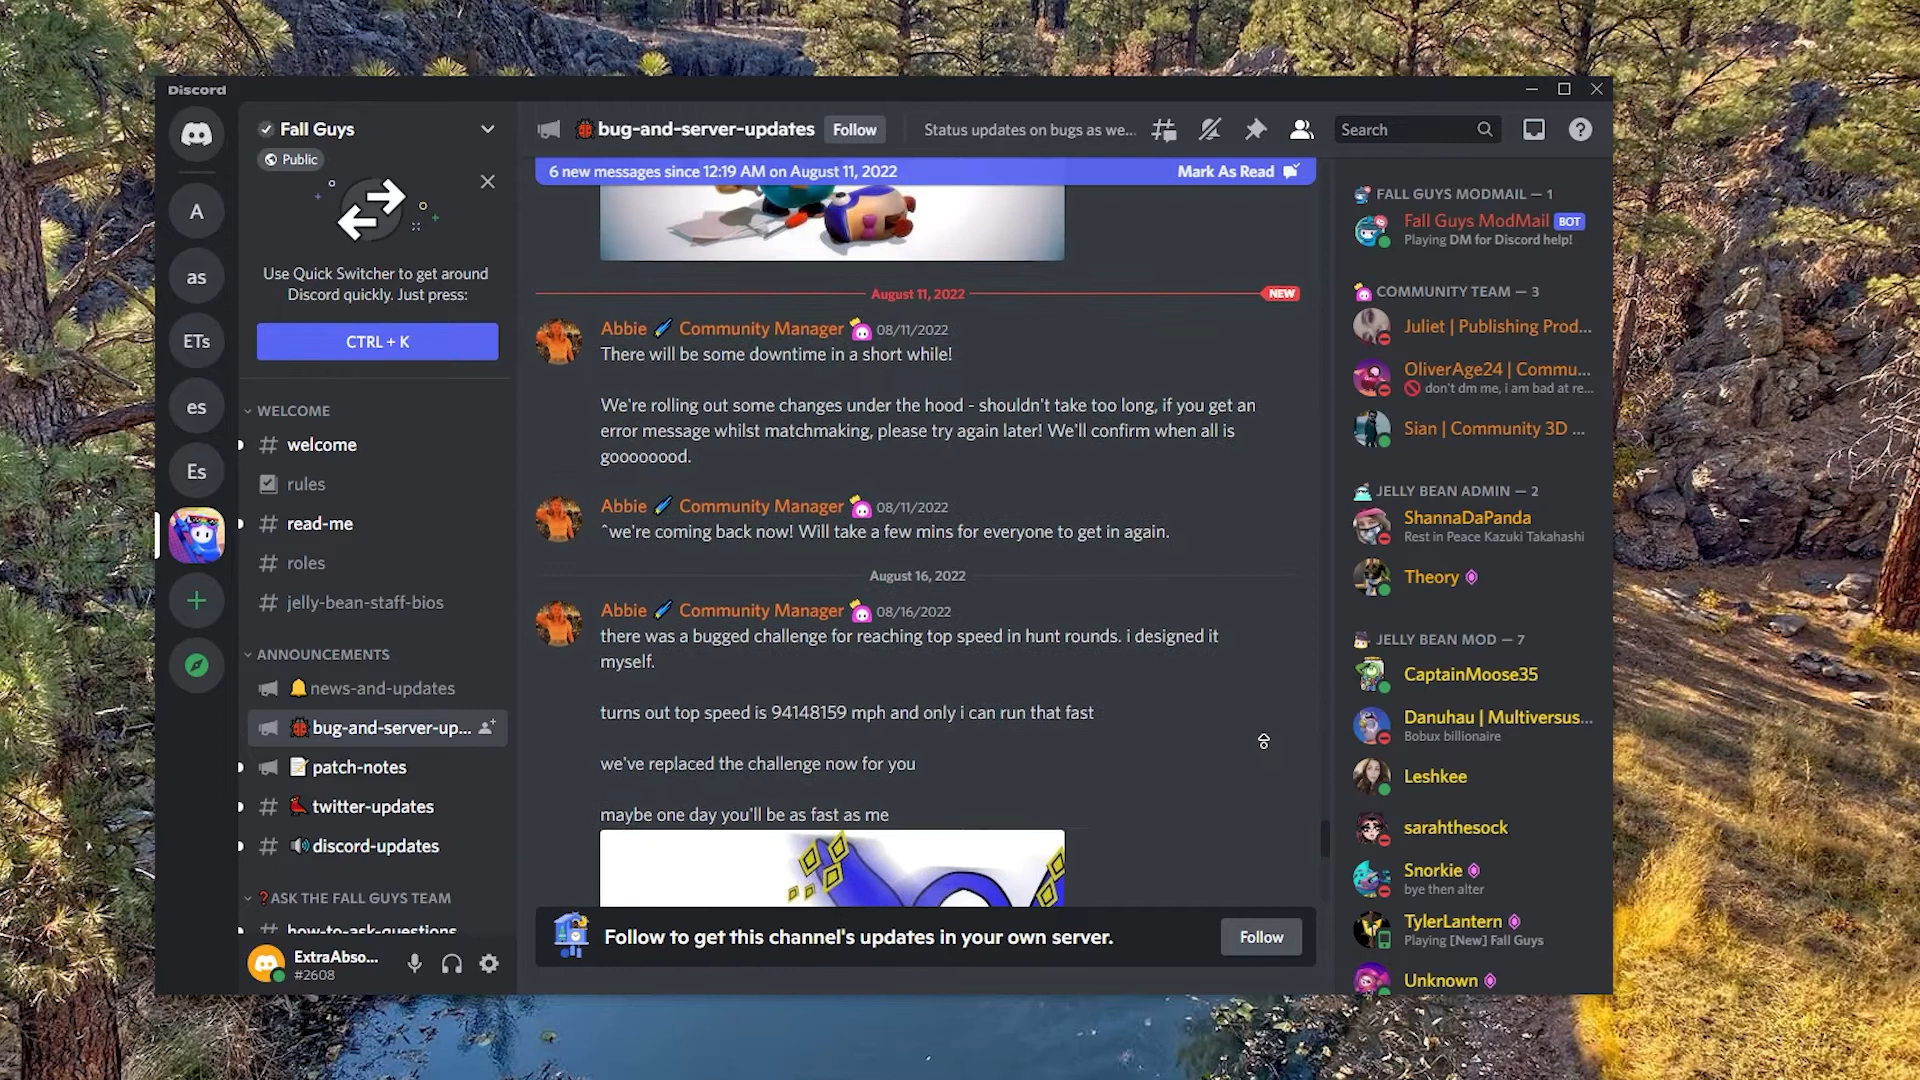 Discord
Fall Guys
Public
Use Quick Switcher to get around
Discord quickly. Just press:
CTRL + K
WELCOME
welcome
rules
read-me
roles
jelly-bean-staff-bios
ANNOUNCEMENTS
news-and-updates
bug-and-server-up...
patch-notes
twitter-updates
discord-updates
ASK THE FALL GUYS TEAM
how-to-ask-questions
ExtraAbso...
#2608
A
as
ETs
es
Es
bug-and-server-updates
Follow
Status updates on bugs as we...
Search
6 new messages since 12:19 AM on August 11, 2022
Mark As Read
August 11, 2022
NEW
Abbie Community Manager 08/11/2022
There will be some downtime in a short while!
We're rolling out some changes under the hood - shouldn't take too long, if you get an
error message whilst matchmaking, please try again later! We'll confirm when all is
goooooood.
Abbie Community Manager 08/11/2022
^we're coming back now! Will take a few mins for everyone to get in again.
August 16, 2022
Abbie Community Manager 08/16/2022
there was a bugged challenge for reaching top speed in hunt rounds. i designed it
myself.
turns out top speed is 94148159 mph and only i can run that fast
we've replaced the challenge now for you
maybe one day you'll be as fast as me
Follow to get this channel's updates in your own server.
Follow
FALL GUYS MODMAIL — 1
Fall Guys ModMail BOT
Playing DM for Discord help!
COMMUNITY TEAM — 3
Juliet | Publishing Prod...
OliverAge24 | Commu...
don't dm me, i am bad at re...
Sian | Community 3D ...
JELLY BEAN ADMIN — 2
ShannaDaPanda
Rest in Peace Kazuki Takahashi
Theory
JELLY BEAN MOD — 7
CaptainMoose35
Danuhau | Multiversus...
Bobux billionaire
Leshkee
sarahthesock
Snorkie
bye then alter
TylerLantern
Playing [New] Fall Guys
Unknown